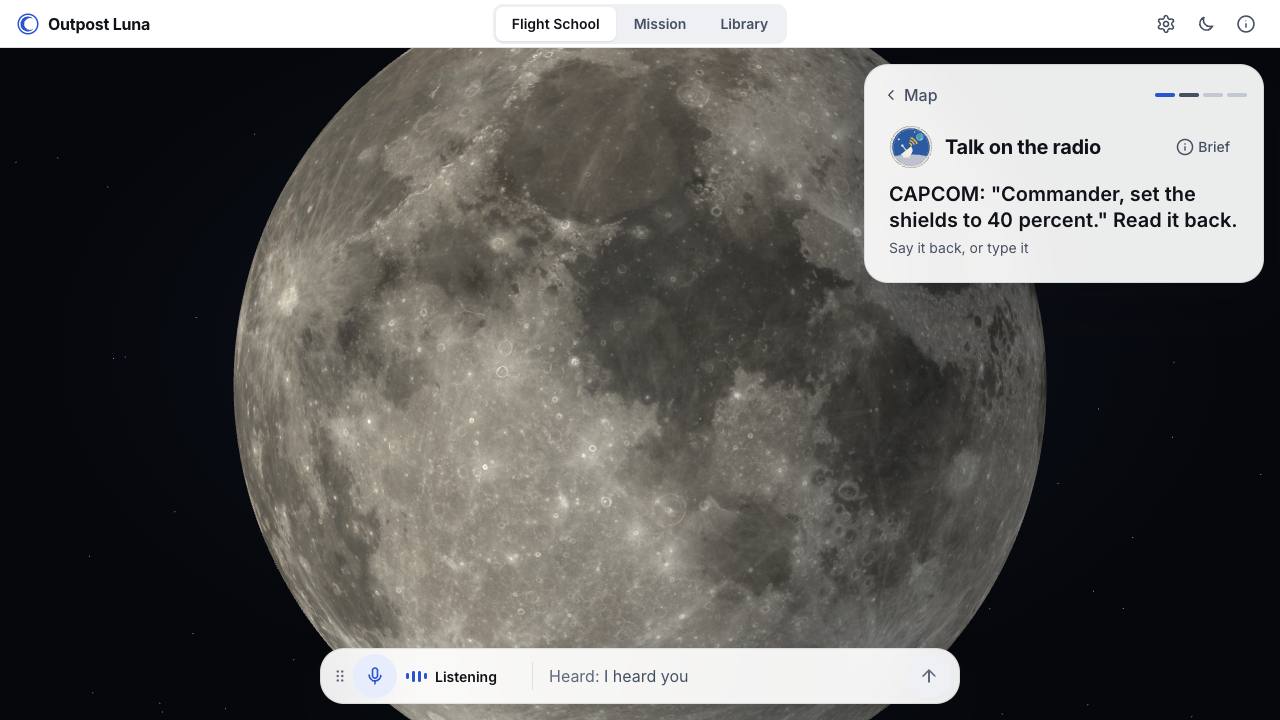 Outpost Luna
Flight School
Mission
Library
Map
Talk on the radio
Brief
CAPCOM: "Commander, set the
shields to 40 percent." Read it back.
Say it back, or type it
Listening
Heard: I heard you